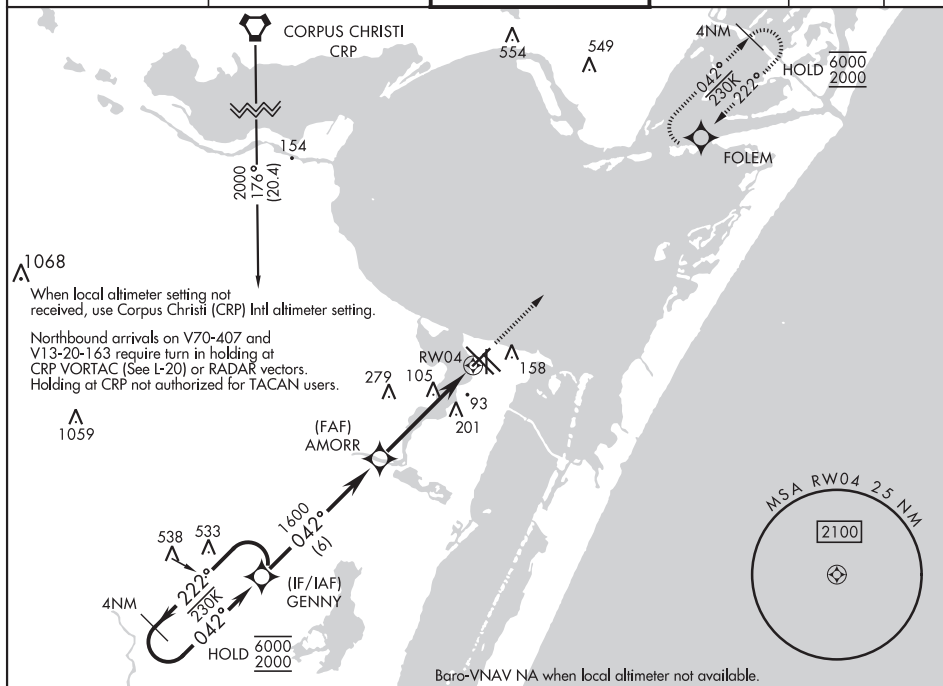 CORPUS CHRISTI
CRP
554
549
4NM
042°
230K
222°
HOLD 6000
2000
FOLEM
154
2000
176°
(20.4)
1068
When local altimeter setting not
received, use Corpus Christi (CRP) Intl altimeter setting.
Northbound arrivals on V70-407 and
V13-20-163 require turn in holding at
CRP VORTAC (See L-20) or RADAR vectors.
Holding at CRP not authorized for TACAN users.
1059
RW04
158
279
105
93
201
(FAF)
AMORR
1600
042°
(6)
538
533
222°
230K
042°
4NM
(IF/IAF)
GENNY
HOLD 6000
2000
MSA RW04 25 NM
2100
Baro-VNAV NA when local altimeter not available.